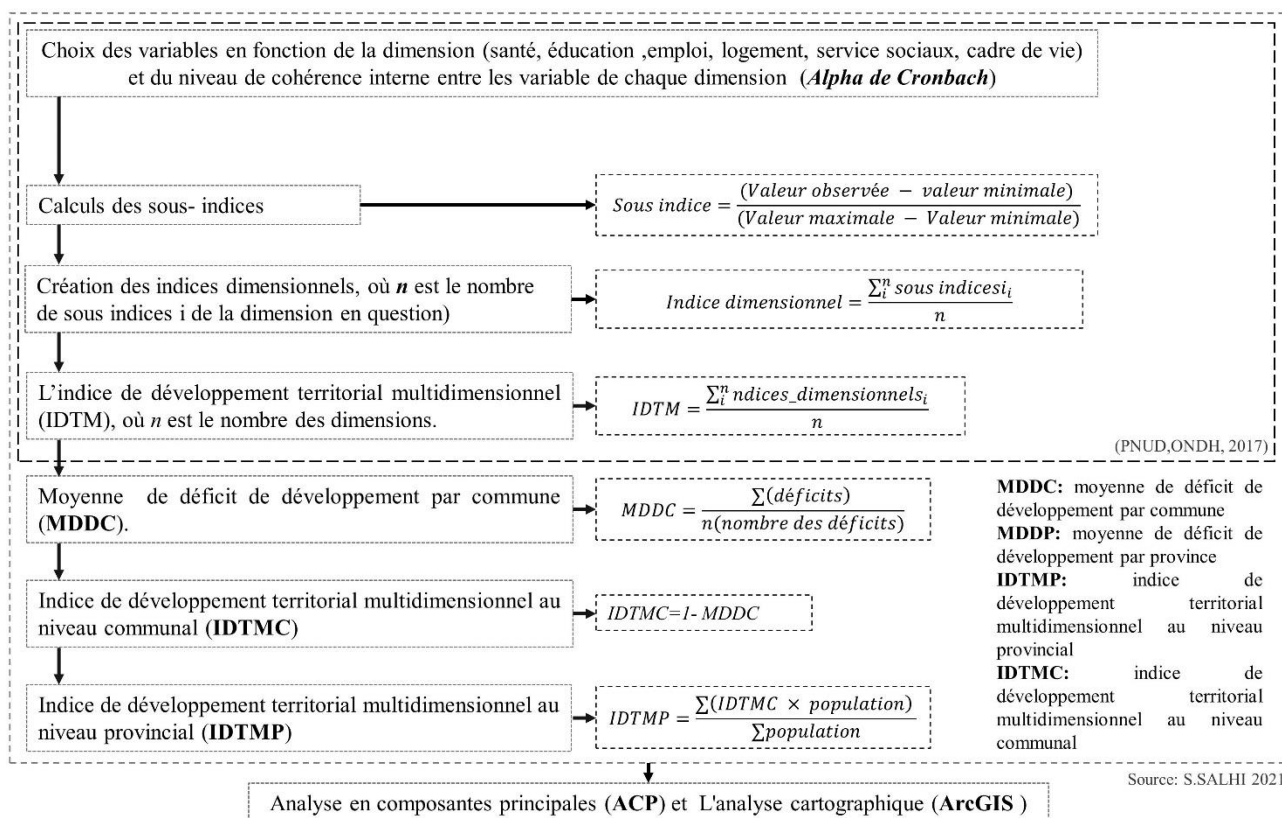 Choix des variables en fonction de la dimension (santé, éducation ,emploi, logement, service sociaux, cadre de vie)
et du niveau de cohérence interne entre les variable de chaque dimension (Alpha de Cronbach)
Calculs des sous- indices
Sous indice = (Valeur observée − valeur minimale) / (Valeur maximale − Valeur minimale)
Création des indices dimensionnels, où n est le nombre
de sous indices i de la dimension en question)
Indice dimensionnel = ∑ⁿᵢ sous indicesiᵢ / n
L'indice de développement territorial multidimensionnel
(IDTM), où n est le nombre des dimensions.
IDTM = ∑ⁿᵢ ndices_dimensionnelsᵢ / n
(PNUD,ONDH, 2017)
Moyenne de déficit de développement par commune
(MDDC).
MDDC = ∑(déficits) / n(nombre des déficits)
Indice de développement territorial multidimensionnel au
niveau communal (IDTMC)
IDTMC=1- MDDC
Indice de développement territorial multidimensionnel au
niveau provincial (IDTMP)
IDTMP = ∑(IDTMC × population) / ∑population
MDDC: moyenne de déficit de
développement par commune
MDDP: moyenne de déficit de
développement par province
IDTMP: indice de
développement territorial
multidimensionnel au niveau
provincial
IDTMC: indice de
développement territorial
multidimensionnel au niveau
communal
Source: S.SALHI 2021
Analyse en composantes principales (ACP) et L'analyse cartographique (ArcGIS )